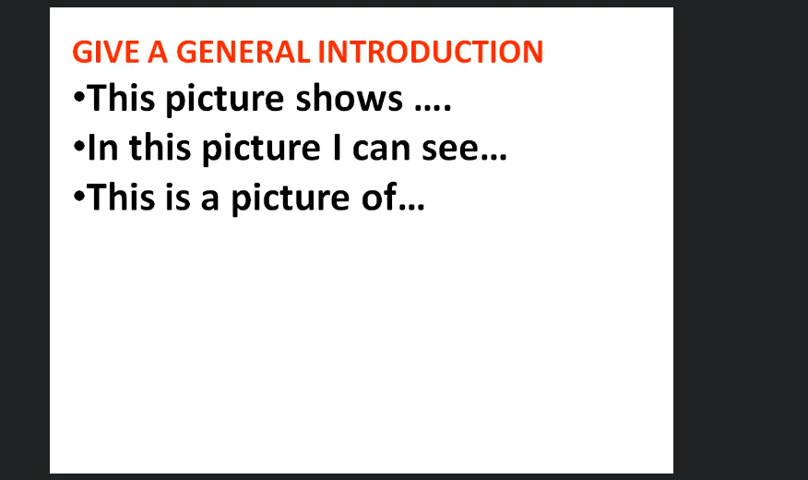 GIVE A GENERAL INTRODUCTION
•This picture shows ....
•In this picture I can see...
•This is a picture of...